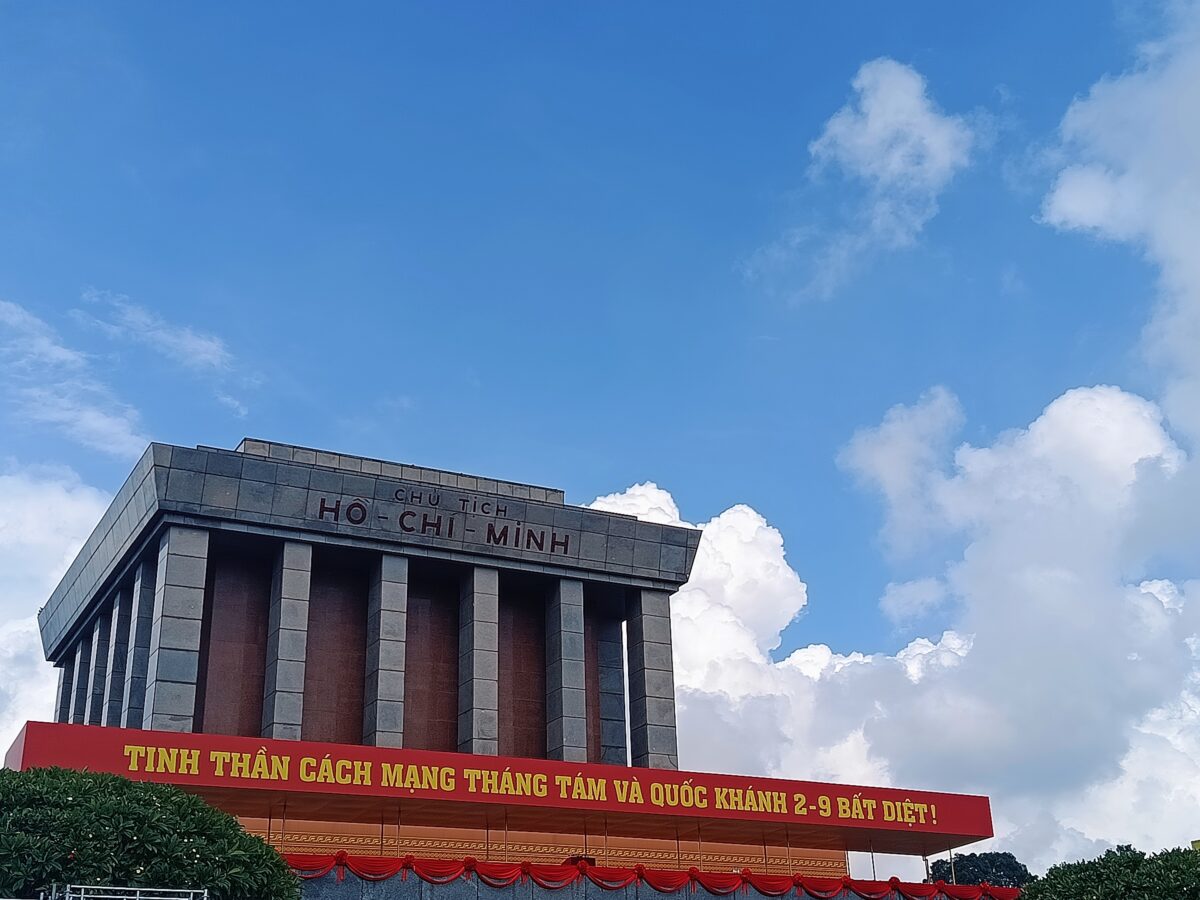 CHỦ TỊCH
HỒ - CHÍ - MINH
TINH THẦN CÁCH MẠNG THÁNG TÁM VÀ QUỐC KHÁNH 2-9 BẤT DIỆT!